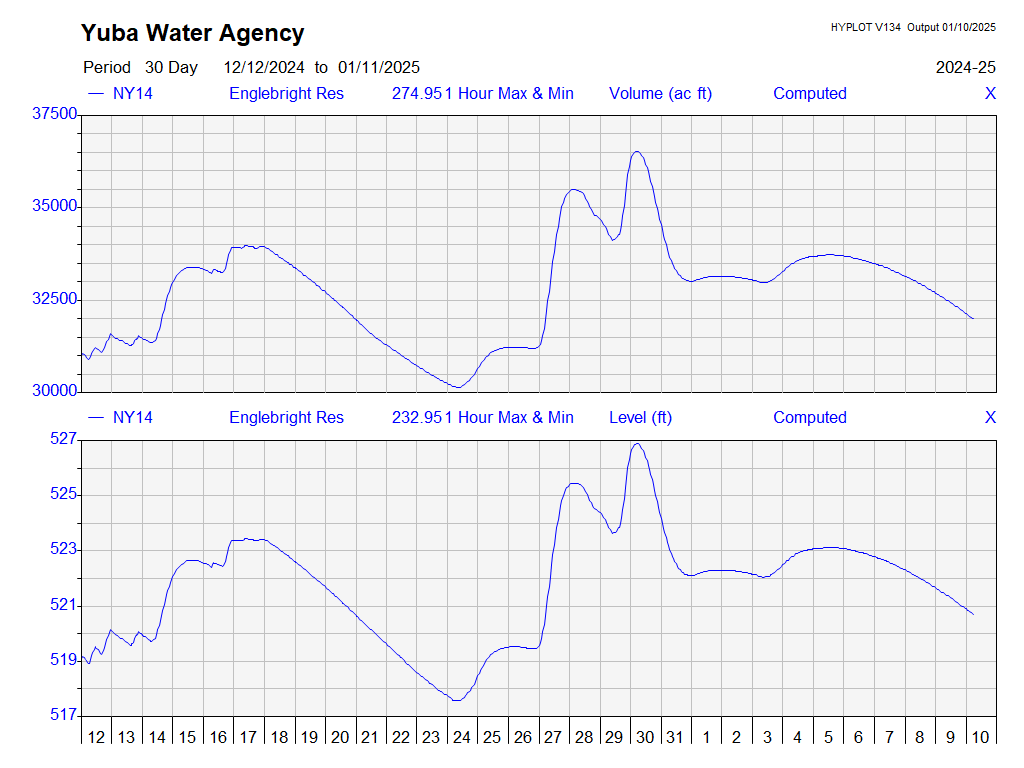 Yuba Water Agency
HYPLOT V134 Output 01/10/2025
Period 30 Day 12/12/2024 to 01/11/2025 2024-25
NY14 Englebright Res 274.951 Hour Max & Min Volume (ac ft) Computed X
37500
35000
32500
30000
NY14 Englebright Res 232.951 Hour Max & Min Level (ft) Computed X
527
525
523
521
519
517
12 13 14 15 16 17 18 19 20 21 22 23 24 25 26 27 28 29 30 31 1 2 3 4 5 6 7 8 9 10